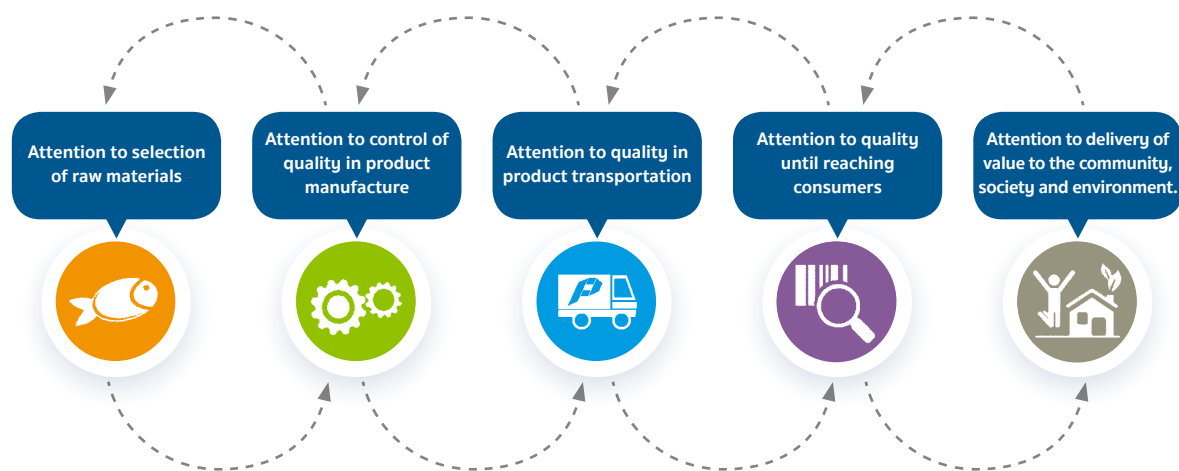 Attention to selection
of raw materials
Attention to control of
quality in product
manufacture
Attention to quality in
product transportation
Attention to quality
until reaching
consumers
Attention to delivery of
value to the community,
society and environment.